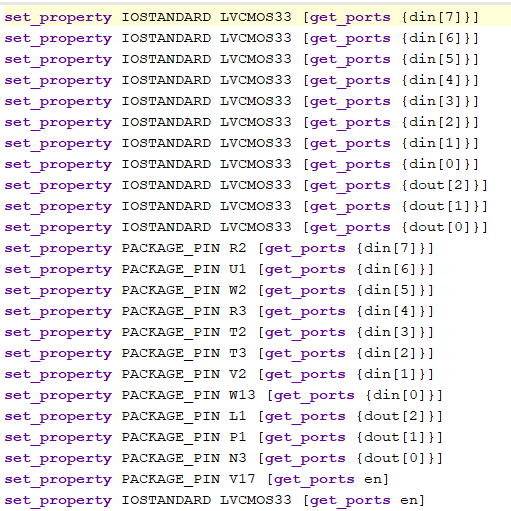 set_property IOSTANDARD LVCMOS33 [get_ports {din[7]}]
set_property IOSTANDARD LVCMOS33 [get_ports {din[6]}]
set_property IOSTANDARD LVCMOS33 [get_ports {din[5]}]
set_property IOSTANDARD LVCMOS33 [get_ports {din[4]}]
set_property IOSTANDARD LVCMOS33 [get_ports {din[3]}]
set_property IOSTANDARD LVCMOS33 [get_ports {din[2]}]
set_property IOSTANDARD LVCMOS33 [get_ports {din[1]}]
set_property IOSTANDARD LVCMOS33 [get_ports {din[0]}]
set_property IOSTANDARD LVCMOS33 [get_ports {dout[2]}]
set_property IOSTANDARD LVCMOS33 [get_ports {dout[1]}]
set_property IOSTANDARD LVCMOS33 [get_ports {dout[0]}]
set_property PACKAGE_PIN R2 [get_ports {din[7]}]
set_property PACKAGE_PIN U1 [get_ports {din[6]}]
set_property PACKAGE_PIN W2 [get_ports {din[5]}]
set_property PACKAGE_PIN R3 [get_ports {din[4]}]
set_property PACKAGE_PIN T2 [get_ports {din[3]}]
set_property PACKAGE_PIN T3 [get_ports {din[2]}]
set_property PACKAGE_PIN V2 [get_ports {din[1]}]
set_property PACKAGE_PIN W13 [get_ports {din[0]}]
set_property PACKAGE_PIN L1 [get_ports {dout[2]}]
set_property PACKAGE_PIN P1 [get_ports {dout[1]}]
set_property PACKAGE_PIN N3 [get_ports {dout[0]}]
set_property PACKAGE_PIN V17 [get_ports en]
set_property IOSTANDARD LVCMOS33 [get_ports en]